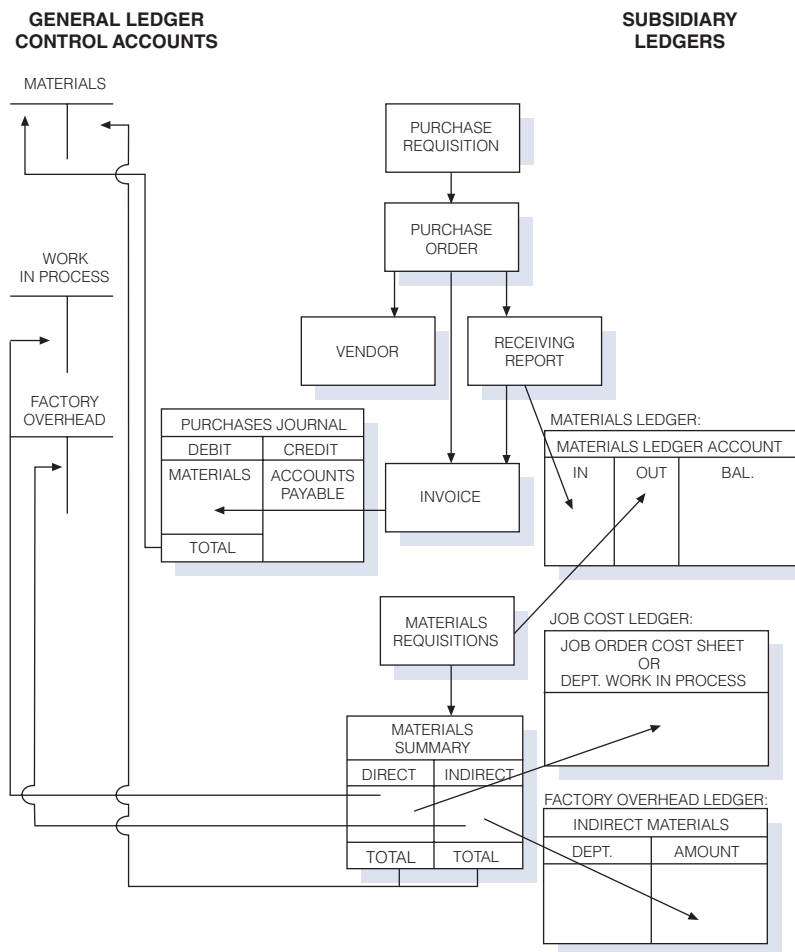 GENERAL LEDGER
CONTROL ACCOUNTS
SUBSIDIARY
LEDGERS
MATERIALS
PURCHASE
REQUISITION
PURCHASE
ORDER
WORK
IN PROCESS
VENDOR
RECEIVING
REPORT
FACTORY
OVERHEAD
PURCHASES JOURNAL
DEBIT
CREDIT
MATERIALS
ACCOUNTS
PAYABLE
TOTAL
INVOICE
MATERIALS LEDGER:
MATERIALS LEDGER ACCOUNT
IN
OUT
BAL.
MATERIALS
REQUISITIONS
JOB COST LEDGER:
JOB ORDER COST SHEET
OR
DEPT. WORK IN PROCESS
MATERIALS
SUMMARY
DIRECT
INDIRECT
TOTAL
TOTAL
FACTORY OVERHEAD LEDGER:
INDIRECT MATERIALS
DEPT.
AMOUNT